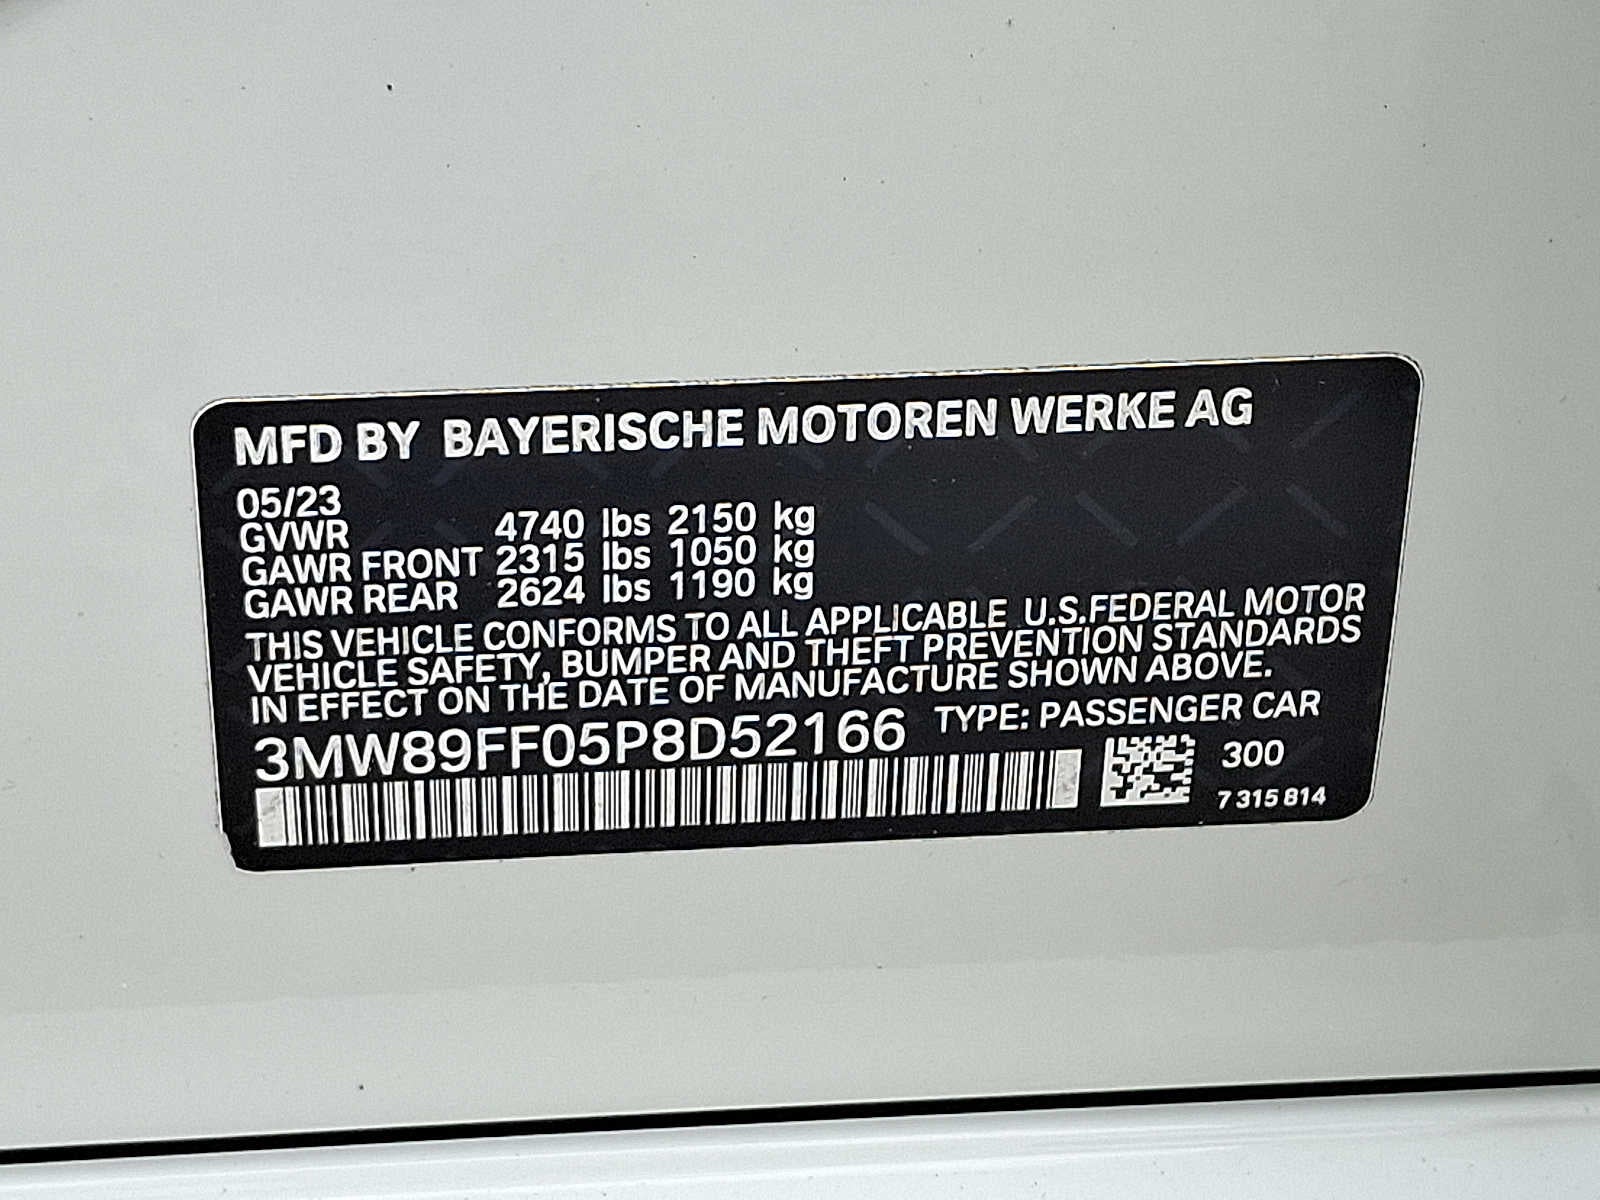 MFD BY BAYERISCHE MOTOREN WERKE AG
05/23
GVWR 4740 lbs 2150 kg
GAWR FRONT 2315 lbs 1050 kg
GAWR REAR 2624 lbs 1190 kg
THIS VEHICLE CONFORMS TO ALL APPLICABLE U.S.FEDERAL MOTOR
VEHICLE SAFETY, BUMPER AND THEFT PREVENTION STANDARDS
IN EFFECT ON THE DATE OF MANUFACTURE SHOWN ABOVE.
3MW89FF05P8D52166 TYPE: PASSENGER CAR
300
7 315 814